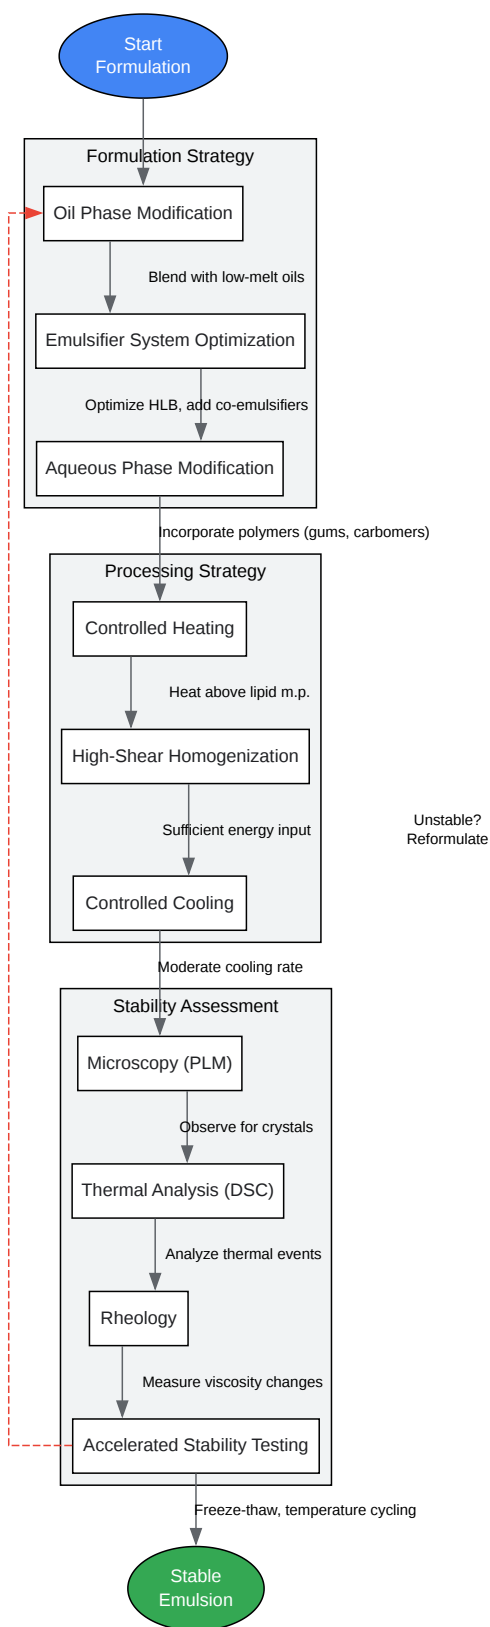 Start
Formulation
Formulation Strategy
Oil Phase Modification
Blend with low-melt oils
Emulsifier System Optimization
Optimize HLB, add co-emulsifiers
Aqueous Phase Modification
Incorporate polymers (gums, carbomers)
Processing Strategy
Controlled Heating
Heat above lipid m.p.
High-Shear Homogenization
Unstable?
Reformulate
Sufficient energy input
Controlled Cooling
Moderate cooling rate
Stability Assessment
Microscopy (PLM)
Observe for crystals
Thermal Analysis (DSC)
Analyze thermal events
Rheology
Measure viscosity changes
Accelerated Stability Testing
Freeze-thaw, temperature cycling
Stable
Emulsion